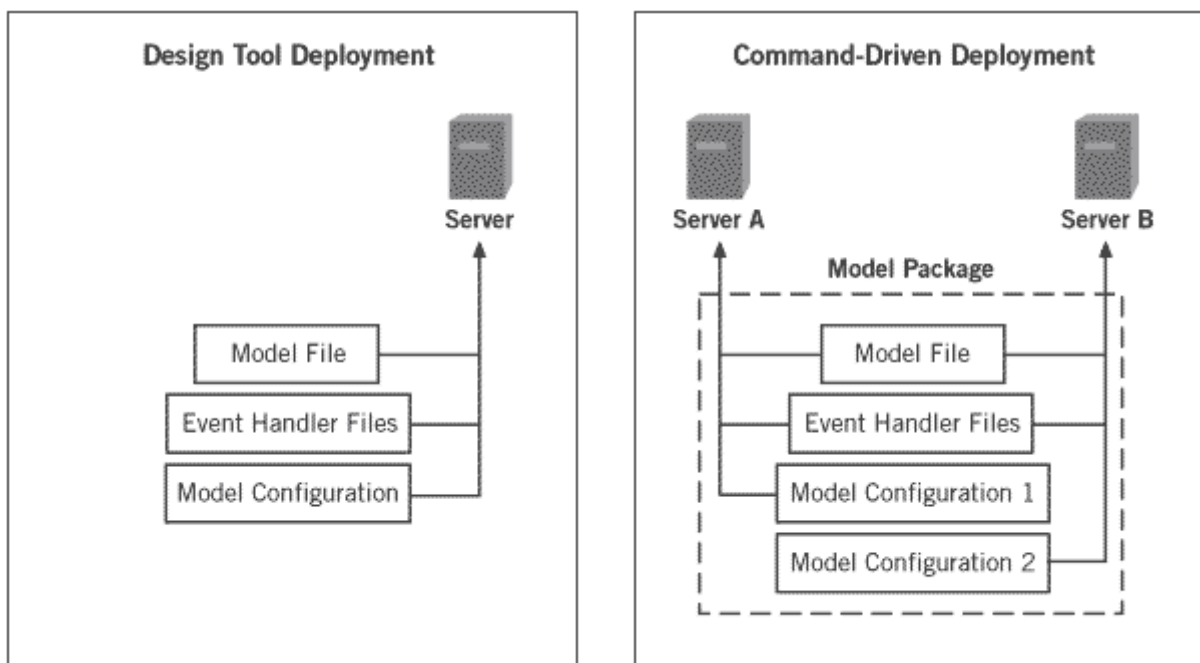 Design Tool Deployment
Server
Model File
Event Handler Files
Model Configuration
Command-Driven Deployment
Server A
Server B
Model Package
Model File
Event Handler Files
Model Configuration 1
Model Configuration 2